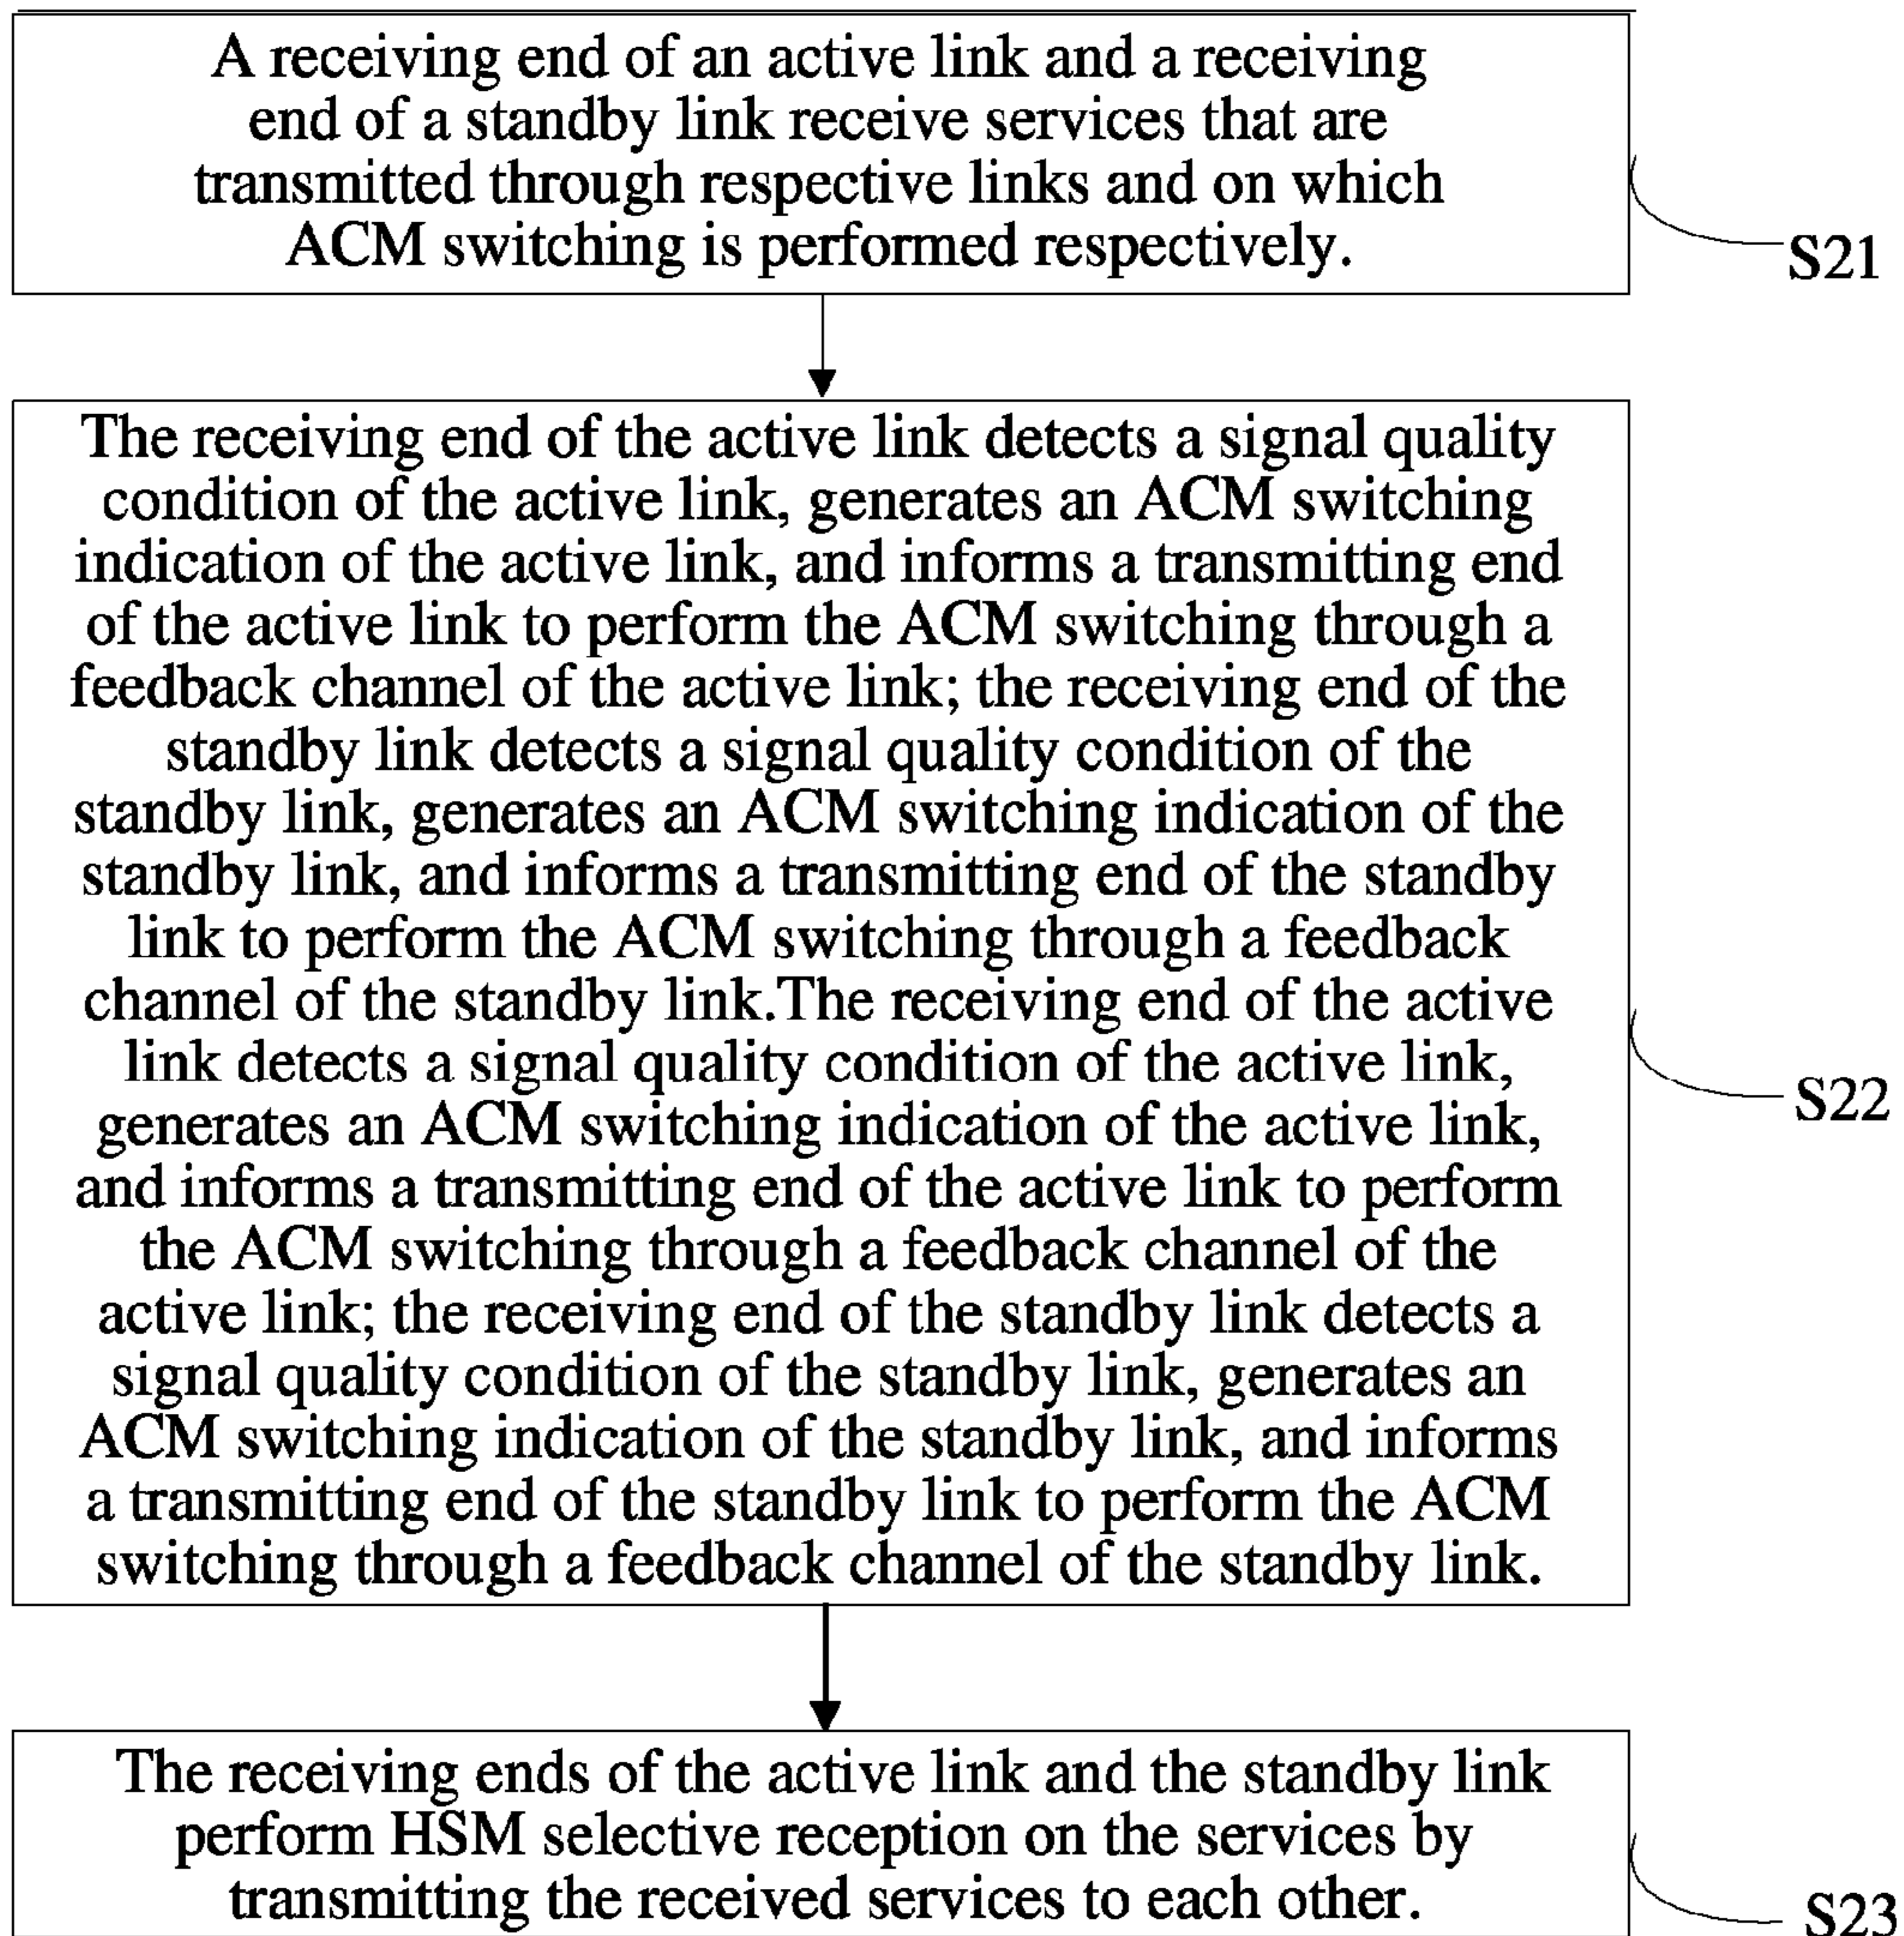 A receiving end of an active link and a receiving
end of a standby link receive services that are
transmitted through respective links and on which
ACM switching is performed respectively.
S21
The receiving end of the active link detects a signal quality
condition of the active link, generates an ACM switching
indication of the active link, and informs a transmitting end
of the active link to perform the ACM switching through a
feedback channel of the active link; the receiving end of the
standby link detects a signal quality condition of the
standby link, generates an ACM switching indication of the
standby link, and informs a transmitting end of the standby
link to perform the ACM switching through a feedback
channel of the standby link.The receiving end of the active
link detects a signal quality condition of the active link,
generates an ACM switching indication of the active link,
and informs a transmitting end of the active link to perform
the ACM switching through a feedback channel of the
active link; the receiving end of the standby link detects a
signal quality condition of the standby link, generates an
ACM switching indication of the standby link, and informs
a transmitting end of the standby link to perform the ACM
switching through a feedback channel of the standby link.
S22
The receiving ends of the active link and the standby link
perform HSM selective reception on the services by
transmitting the received services to each other.
S23